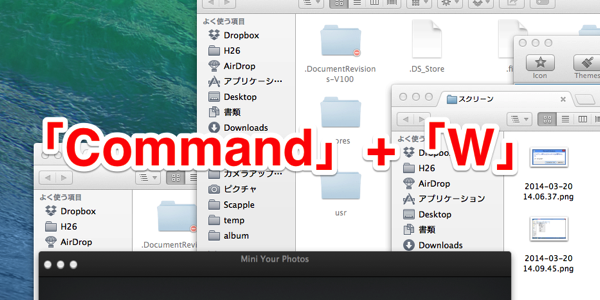 よく使う項目
Dropbox
H26
AirDrop
アプリケーシ…
Desktop
書類
Downloads
カメラアップ…
ピクチャ
Scapple
temp
album
.DocumentRevision
s-V100
.DS_Store
usr
Icon
Themes
スクリーン
よく使う項目
H26
AirDrop
アプリケーション
Desktop
書類
Downloads
2014-03-20
14.06.37.png
2014-03-20
14.09.45.png
「Command」+「W」
よく使う項目
Dropbox
H26
AirDrop
.DocumentRevi
Mini Your Photos